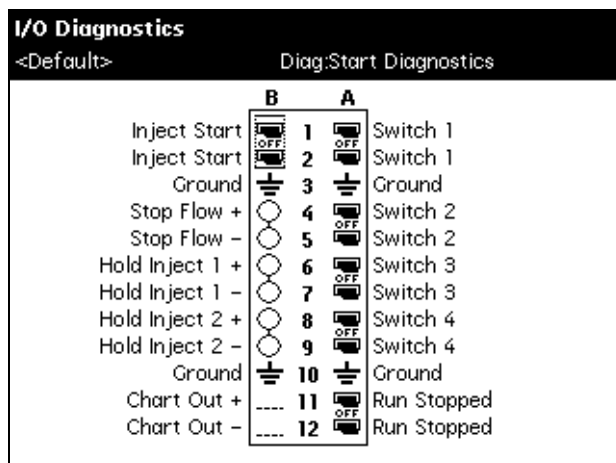 I/O Diagnostics
<Default> Diag:Start Diagnostics
B A
Inject Start OFF 1 OFF Switch 1
Inject Start 2 Switch 1
Ground 3 Ground
Stop Flow + 4 OFF Switch 2
Stop Flow - 5 Switch 2
Hold Inject 1 + 6 OFF Switch 3
Hold Inject 1 - 7 Switch 3
Hold Inject 2 + 8 OFF Switch 4
Hold Inject 2 - 9 Switch 4
Ground 10 Ground
Chart Out + ---- 11 OFF Run Stopped
Chart Out - ---- 12 Run Stopped